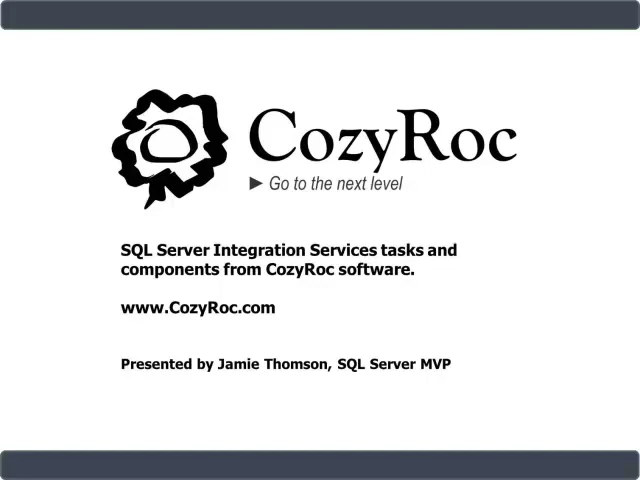 CozyRoc
► Go to the next level
SQL Server Integration Services tasks and
components from CozyRoc software.
www.CozyRoc.com
Presented by Jamie Thomson, SQL Server MVP